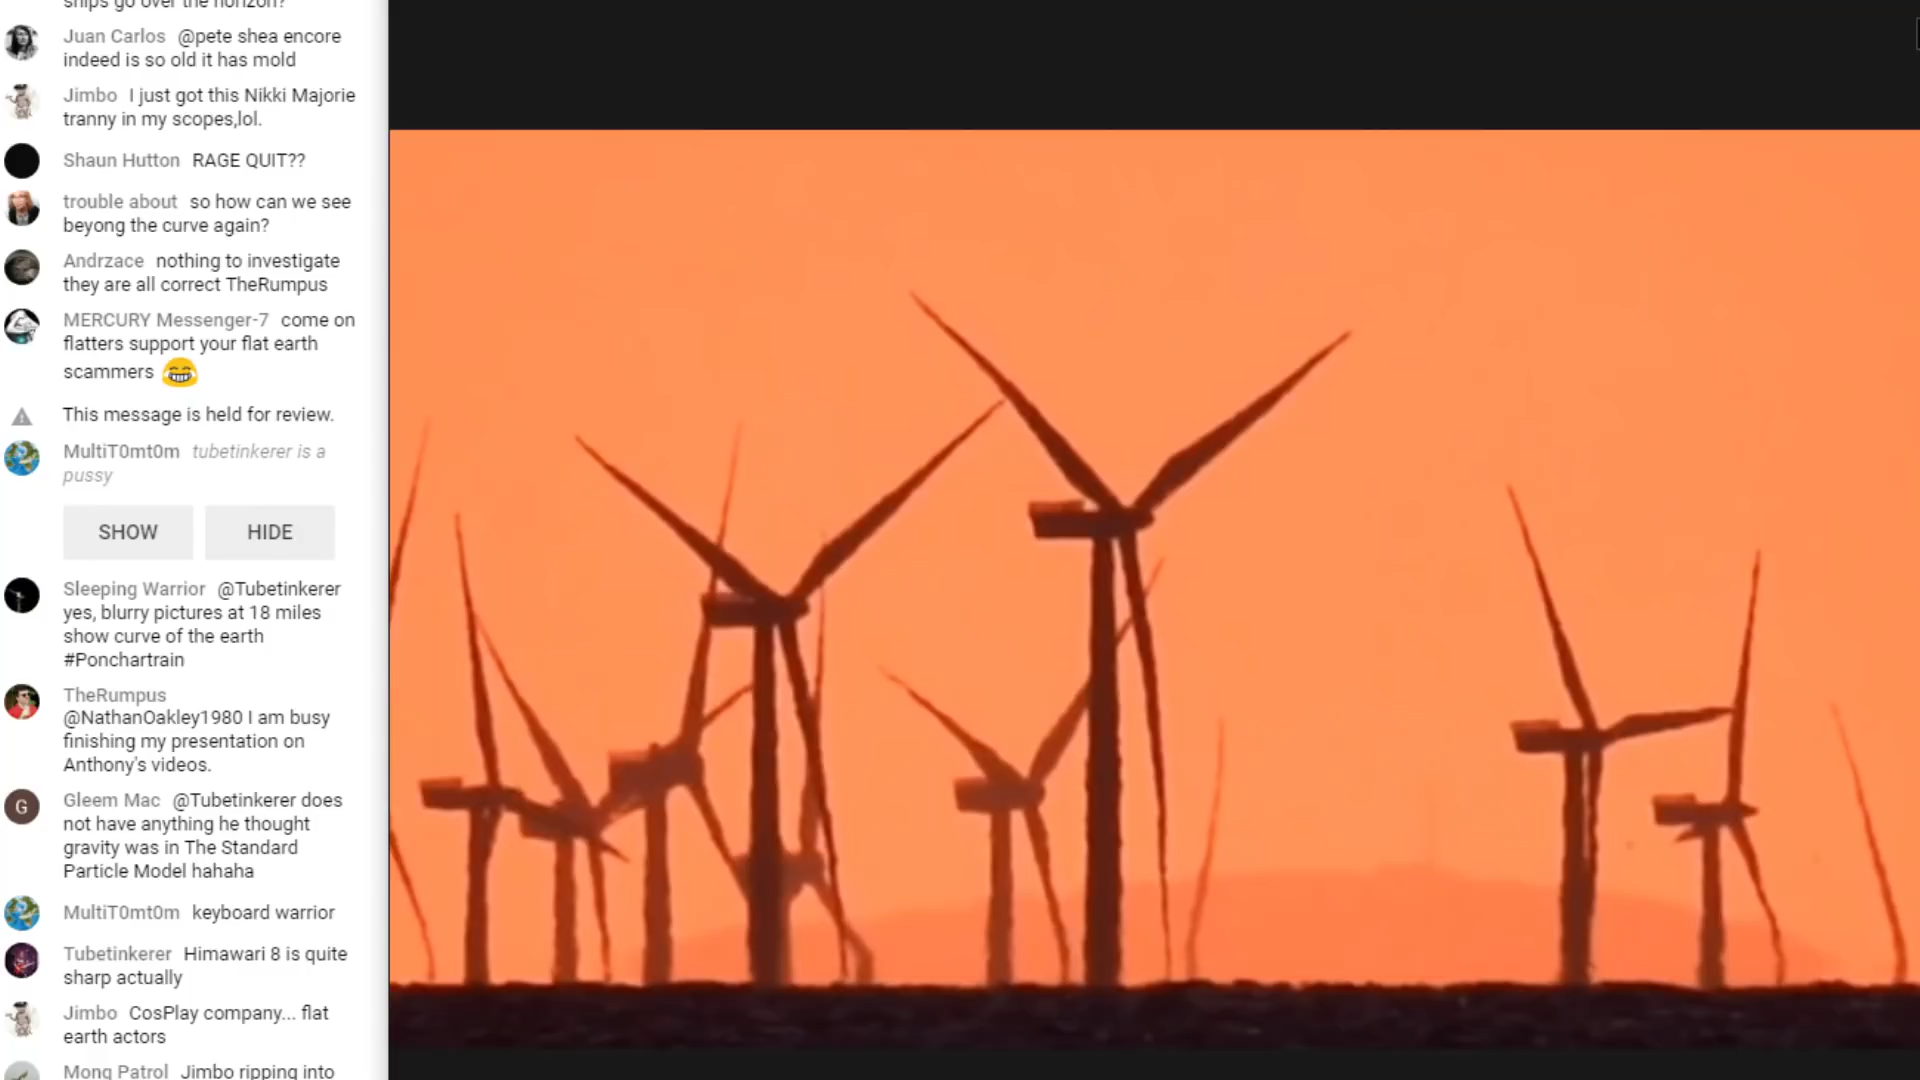 ships go over the horizon?
Juan Carlos @pete shea encore
indeed is so old it has mold
Jimbo I just got this Nikki Majorie
tranny in my scopes,lol.
Shaun Hutton RAGE QUIT??
trouble about so how can we see
beyong the curve again?
Andrzace nothing to investigate
they are all correct TheRumpus
MERCURY Messenger-7 come on
flatters support your flat earth
scammers
This message is held for review.
MultiT0mt0m tubetinkerer is a
pussy
SHOW HIDE
Sleeping Warrior @Tubetinkerer
yes, blurry pictures at 18 miles
show curve of the earth
#Ponchartrain
TheRumpus
@NathanOakley1980 I am busy
finishing my presentation on
Anthony's videos.
G
Gleem Mac @Tubetinkerer does
not have anything he thought
gravity was in The Standard
Particle Model hahaha
MultiT0mt0m keyboard warrior
Tubetinkerer Himawari 8 is quite
sharp actually
Jimbo CosPlay company... flat
earth actors
Mong Patrol Jimbo ripping into